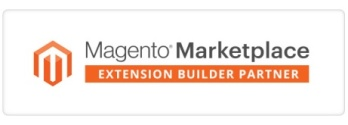 Magento® Marketplace
EXTENSION BUILDER PARTNER